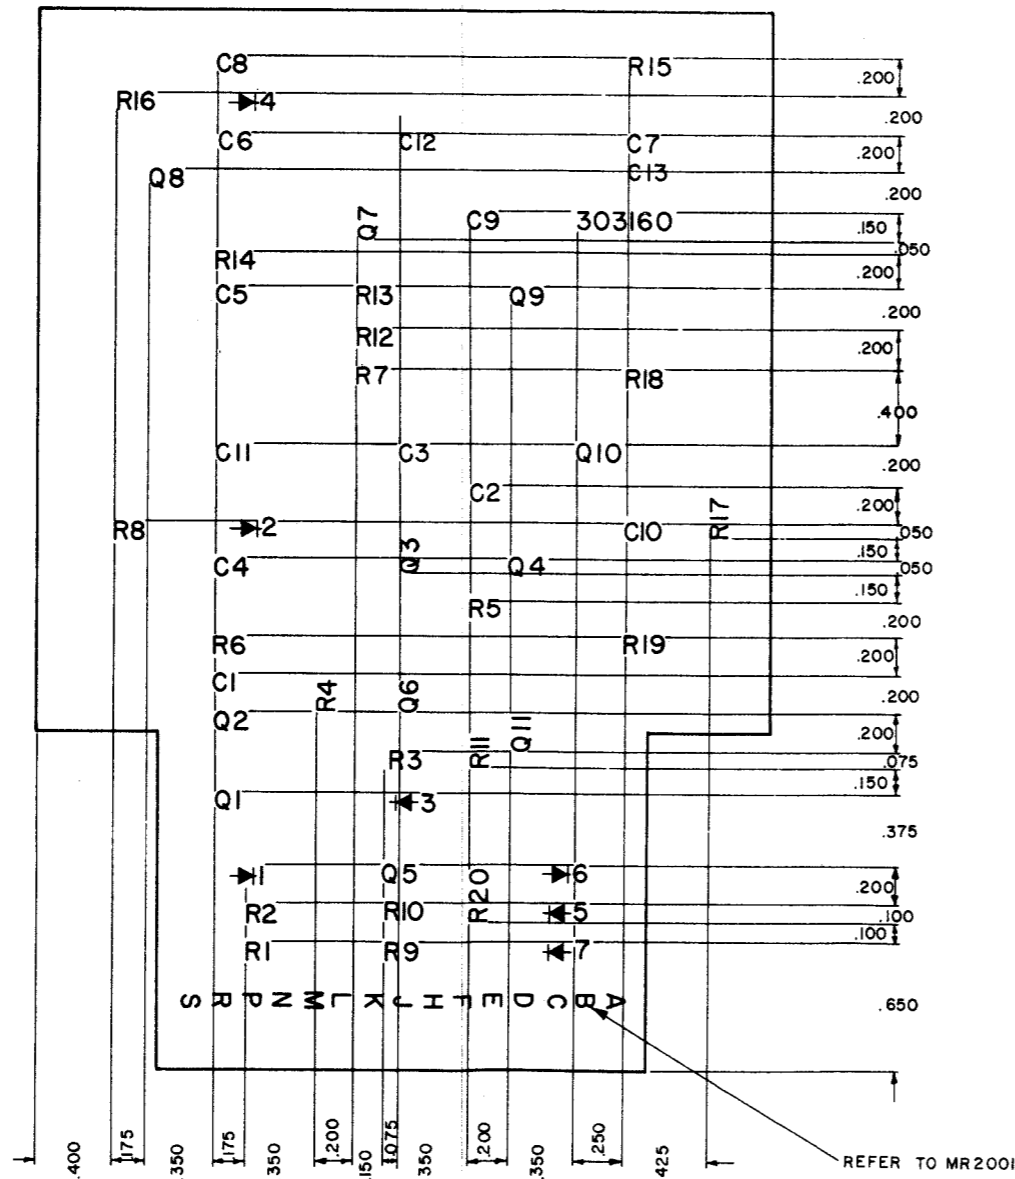 C8 R15 .200
R16 4 .200
C6 C12 C7 .200
Q8 C13 .200
Q7 C9 303160 .150
.050
R14 .200
C5 R13 Q9 .200
R12 .200
R7 R18 .400
C11 C3 Q10 .200
C2 .200
R8 2 C10 R17 .050
.150
C4 Q3 Q4 .050
R5 .150
.200
R6 R19 .200
C1 R4 Q6 .200
Q2 Q11 .200
R3 R11 .075
.150
Q1 3 .375
1 Q5 6 .200
R2 R10 R20 5 .100
.100
R1 R9 7
S R P N M L K J H F E D C B A .650
.400 .175 .350 .175 .350 .200 .150 .075 .350 .200 .350 .250 .425
REFER TO MR2001